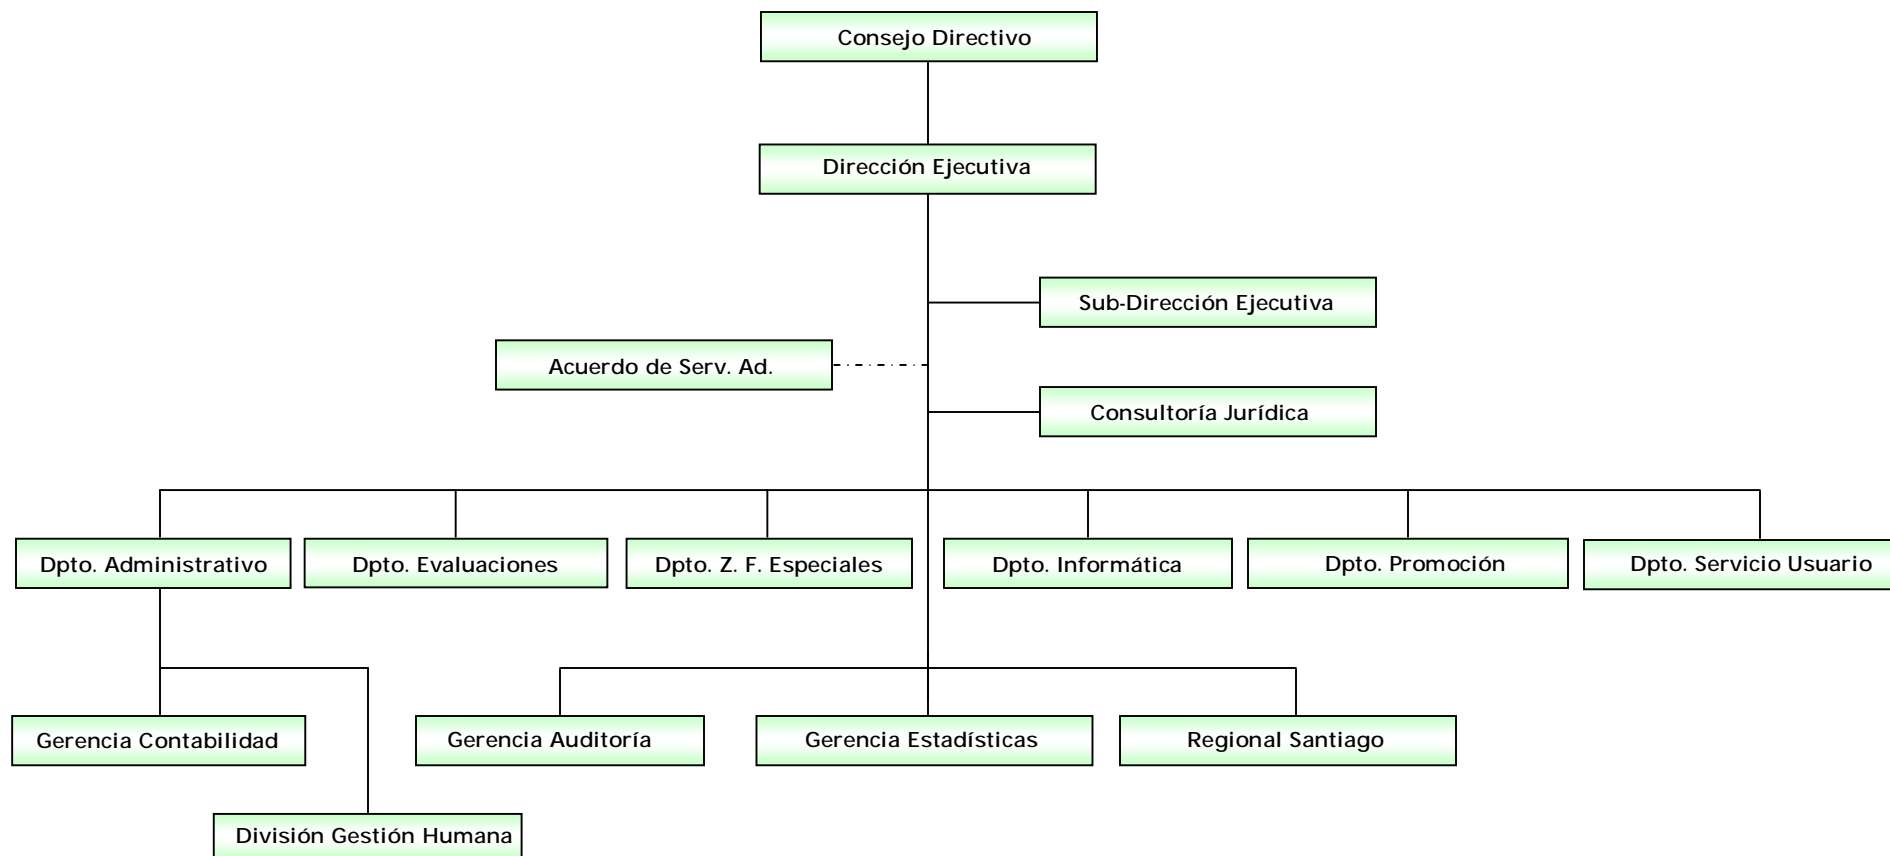 Consejo Directivo
Dirección Ejecutiva
Sub-Dirección Ejecutiva
Acuerdo de Serv. Ad.
Consultoría Jurídica
Dpto. Administrativo
Dpto. Evaluaciones
Dpto. Z. F. Especiales
Dpto. Informática
Dpto. Promoción
Dpto. Servicio Usuario
Gerencia Contabilidad
Gerencia Auditoría
Gerencia Estadísticas
Regional Santiago
División Gestión Humana